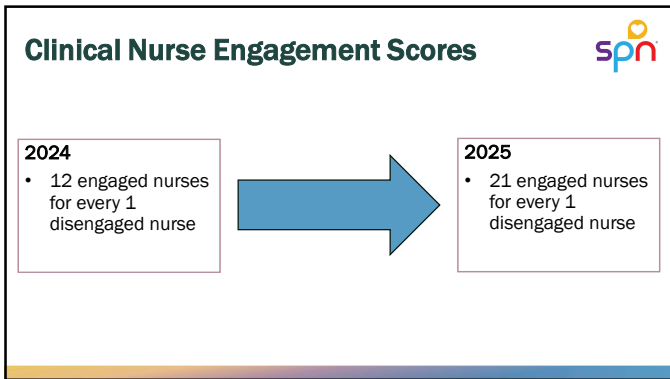 Clinical Nurse Engagement Scores
spn
2024
• 12 engaged nurses
for every 1
disengaged nurse
2025
• 21 engaged nurses
for every 1
disengaged nurse